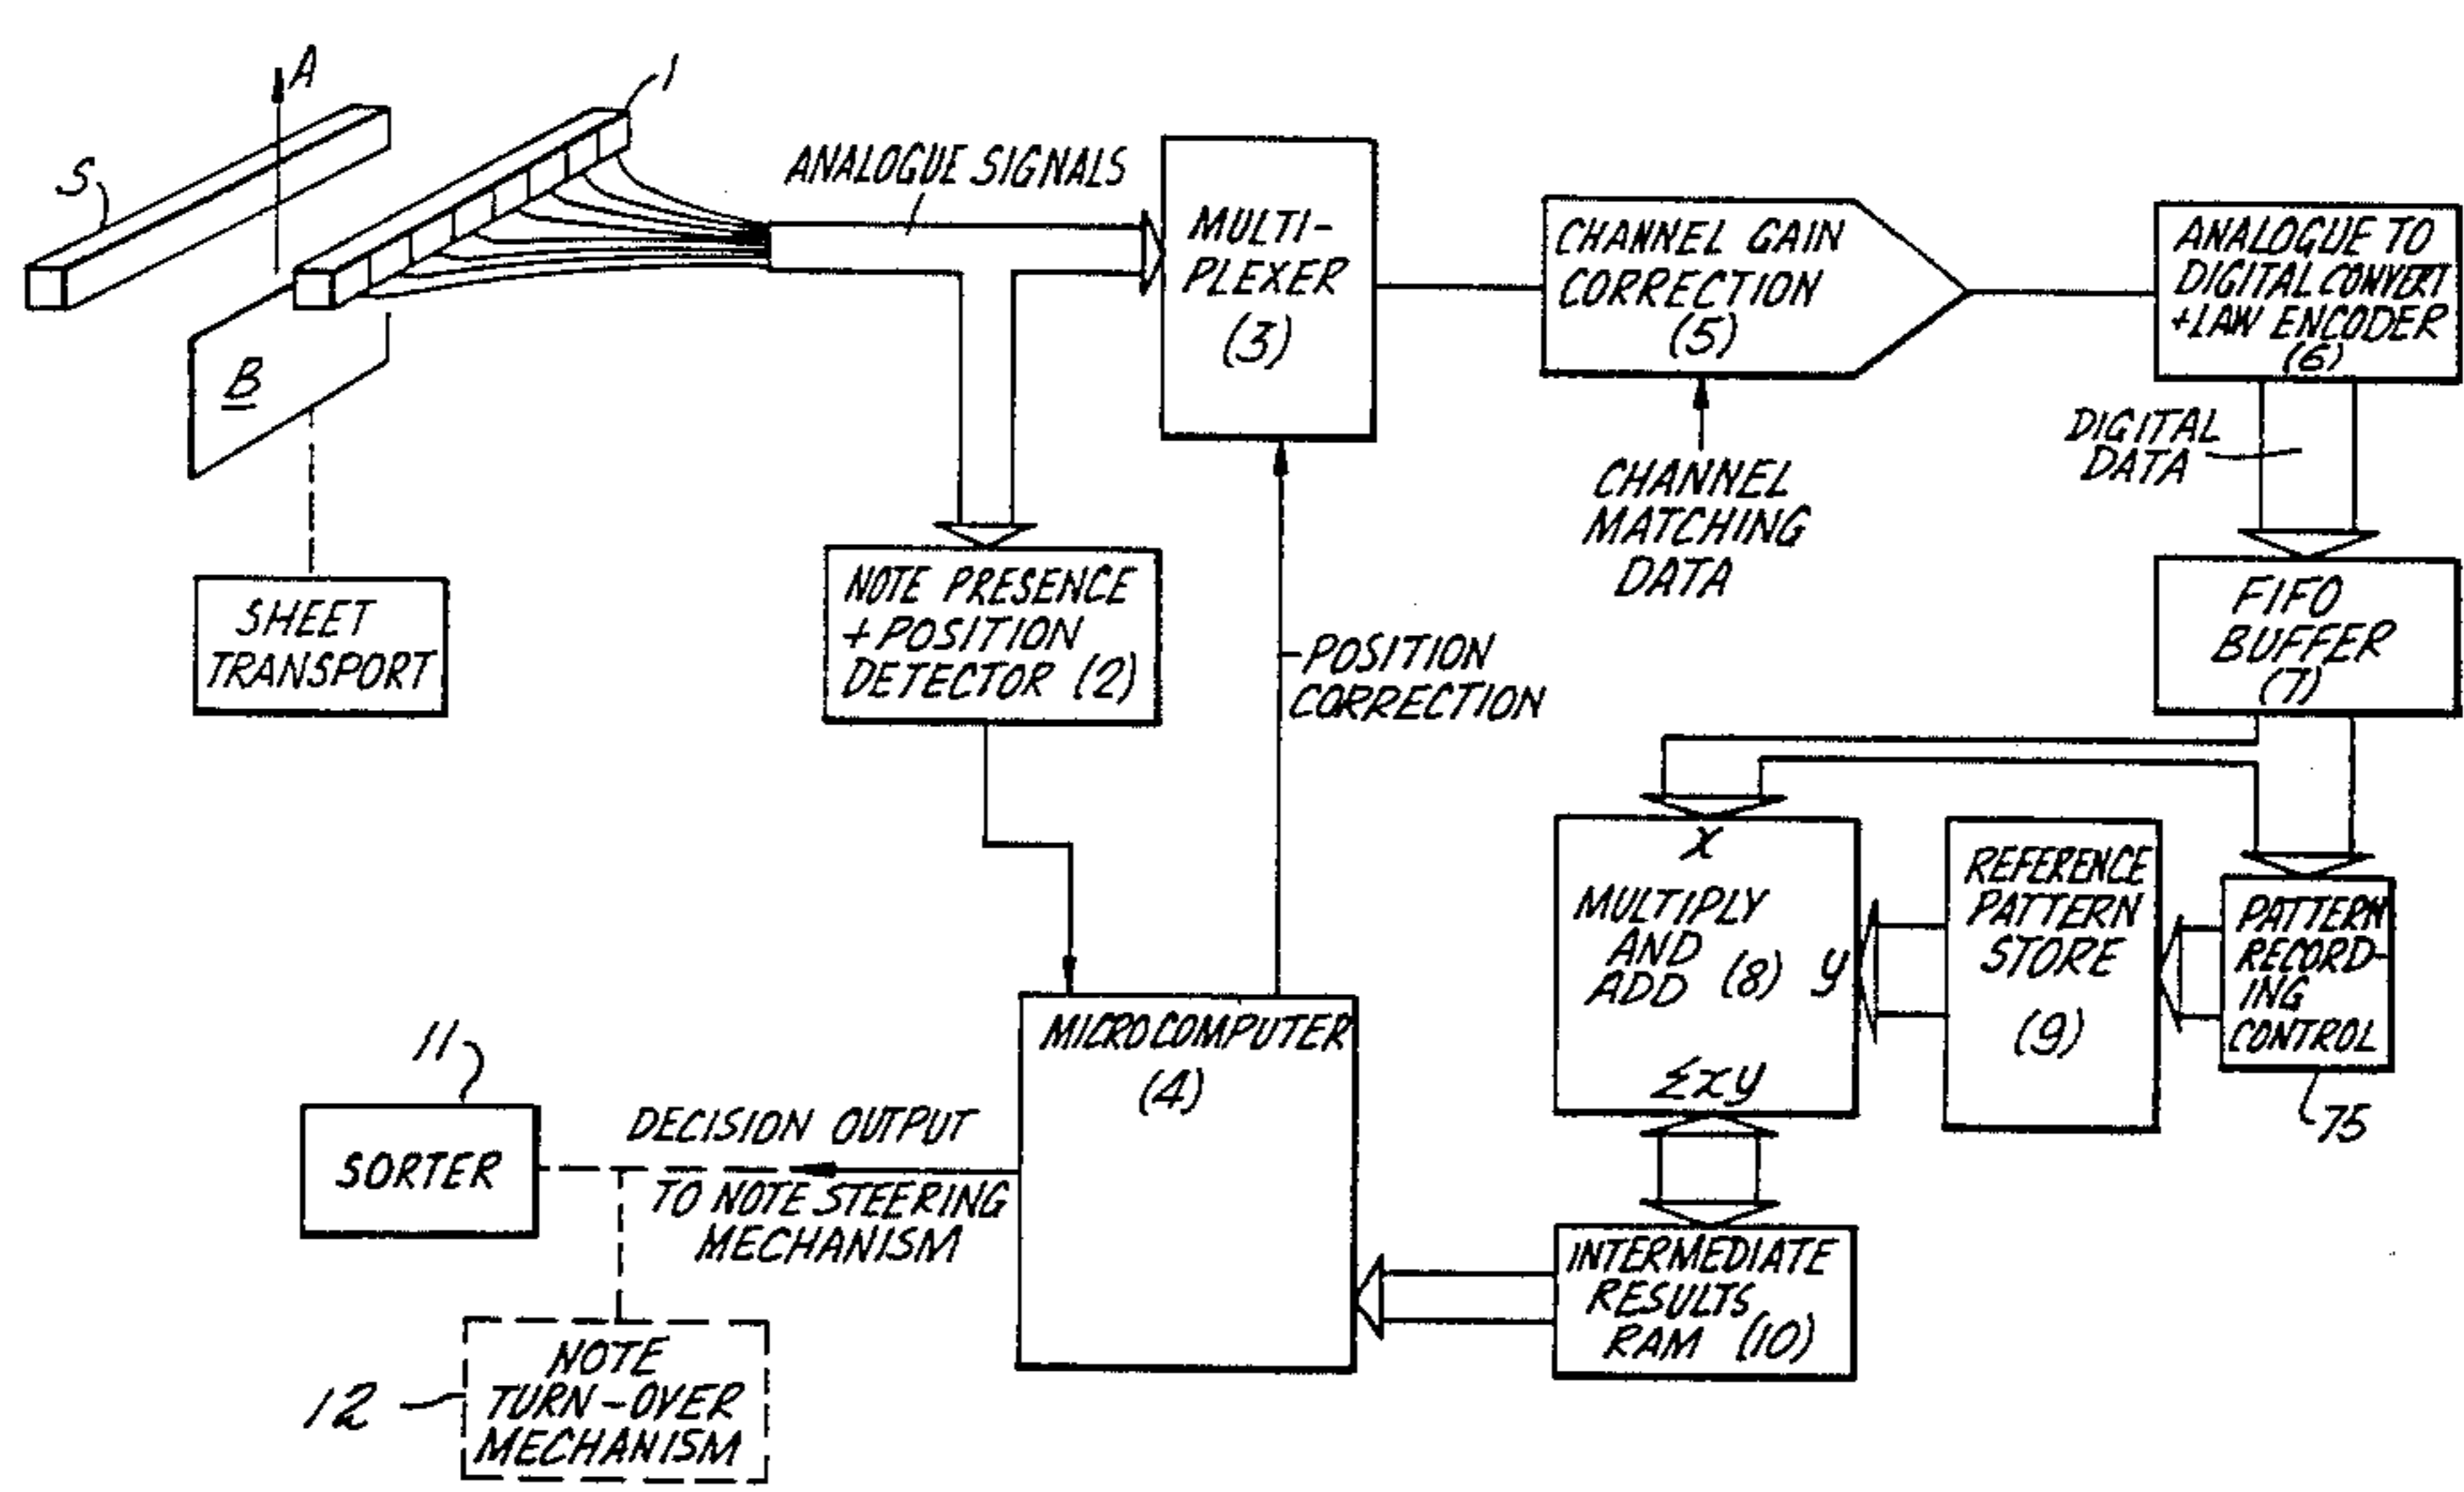 A
1
S
B
ANALOGUE SIGNALS
MULTI-
PLEXER
(3)
CHANNEL GAIN
CORRECTION
(5)
ANALOGUE TO
DIGITAL CONVERT
+LAW ENCODER
(6)
DIGITAL
DATA
CHANNEL
MATCHING
DATA
SHEET
TRANSPORT
NOTE PRESENCE
+POSITION
DETECTOR (2)
POSITION
CORRECTION
FIFO
BUFFER
(7)
X
MULTIPLY
AND
ADD (8) y
Σxy
REFERENCE
PATTERN
STORE
(9)
PATTERN
RECORD-
ING
CONTROL
75
MICROCOMPUTER
(4)
11
SORTER
DECISION OUTPUT
TO NOTE STEERING
MECHANISM
INTERMEDIATE
RESULTS
RAM (10)
12
NOTE
TURN-OVER
MECHANISM